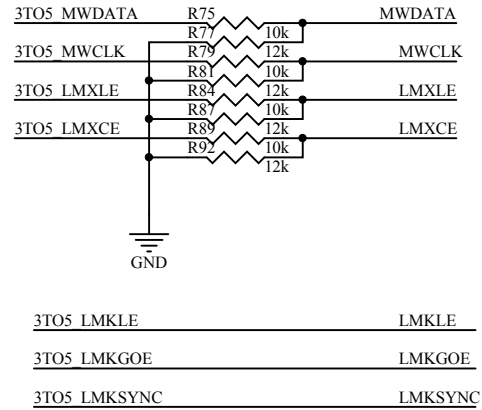 3TO5_MWDATA R75 MWDATA
R77 10k
3TO5_MWCLK R79 12k MWCLK
R81 10k
3TO5_LMXLE R84 12k LMXLE
R87 10k
3TO5_LMXCE R89 12k LMXCE
R92 10k
12k
GND
3TO5_LMKLE LMKLE
3TO5_LMKGOE LMKGOE
3TO5_LMKSYNC LMKSYNC